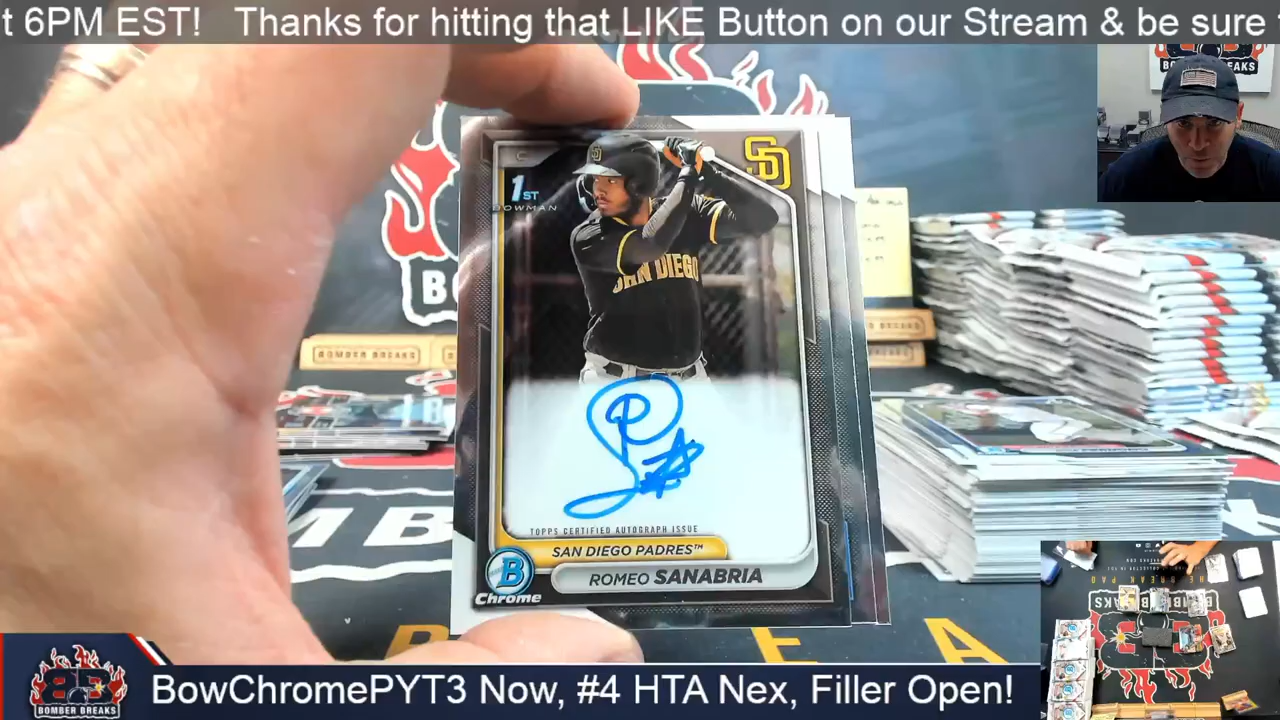 t 6PM EST! Thanks for hitting that LIKE Button on our Stream & be sure
BOMBER BREAKS
C
SD
1ST
BOWMAN
SAN DIEGO
BOMBER BREAKS
TOPPS CERTIFIED AUTOGRAPH ISSUE
SAN DIEGO PADRES™
B
Chrome
ROMEO SANABRIA
BOMBER BREAKS
BowChromePYT3 Now, #4 HTA Nex, Filler Open!